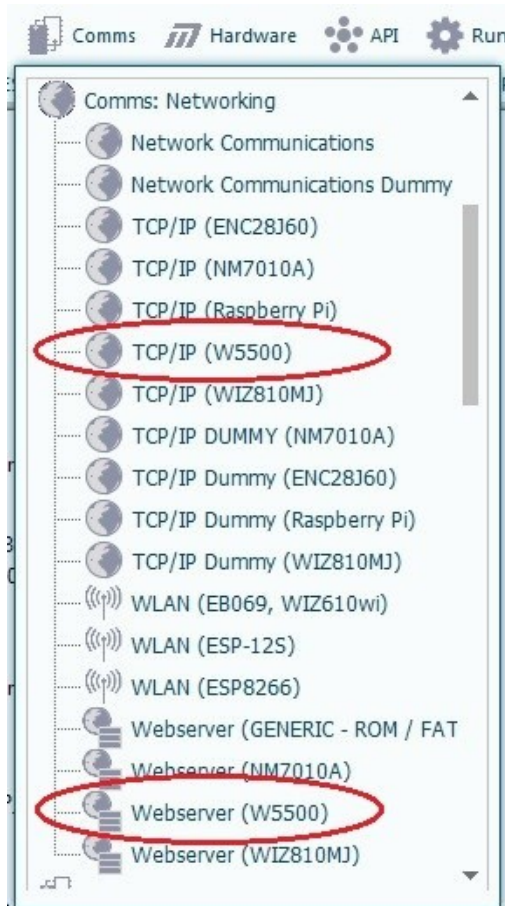 Comms Hardware API Run
Comms: Networking
Network Communications
Network Communications Dummy
TCP/IP (ENC28J60)
TCP/IP (NM7010A)
TCP/IP (Raspberry Pi)
TCP/IP (W5500)
TCP/IP (WIZ810MJ)
TCP/IP DUMMY (NM7010A)
TCP/IP Dummy (ENC28J60)
TCP/IP Dummy (Raspberry Pi)
TCP/IP Dummy (WIZ810MJ)
WLAN (EB069, WIZ610wi)
WLAN (ESP-12S)
WLAN (ESP8266)
Webserver (GENERIC - ROM / FAT
Webserver (NM7010A)
Webserver (W5500)
Webserver (WIZ810MJ)